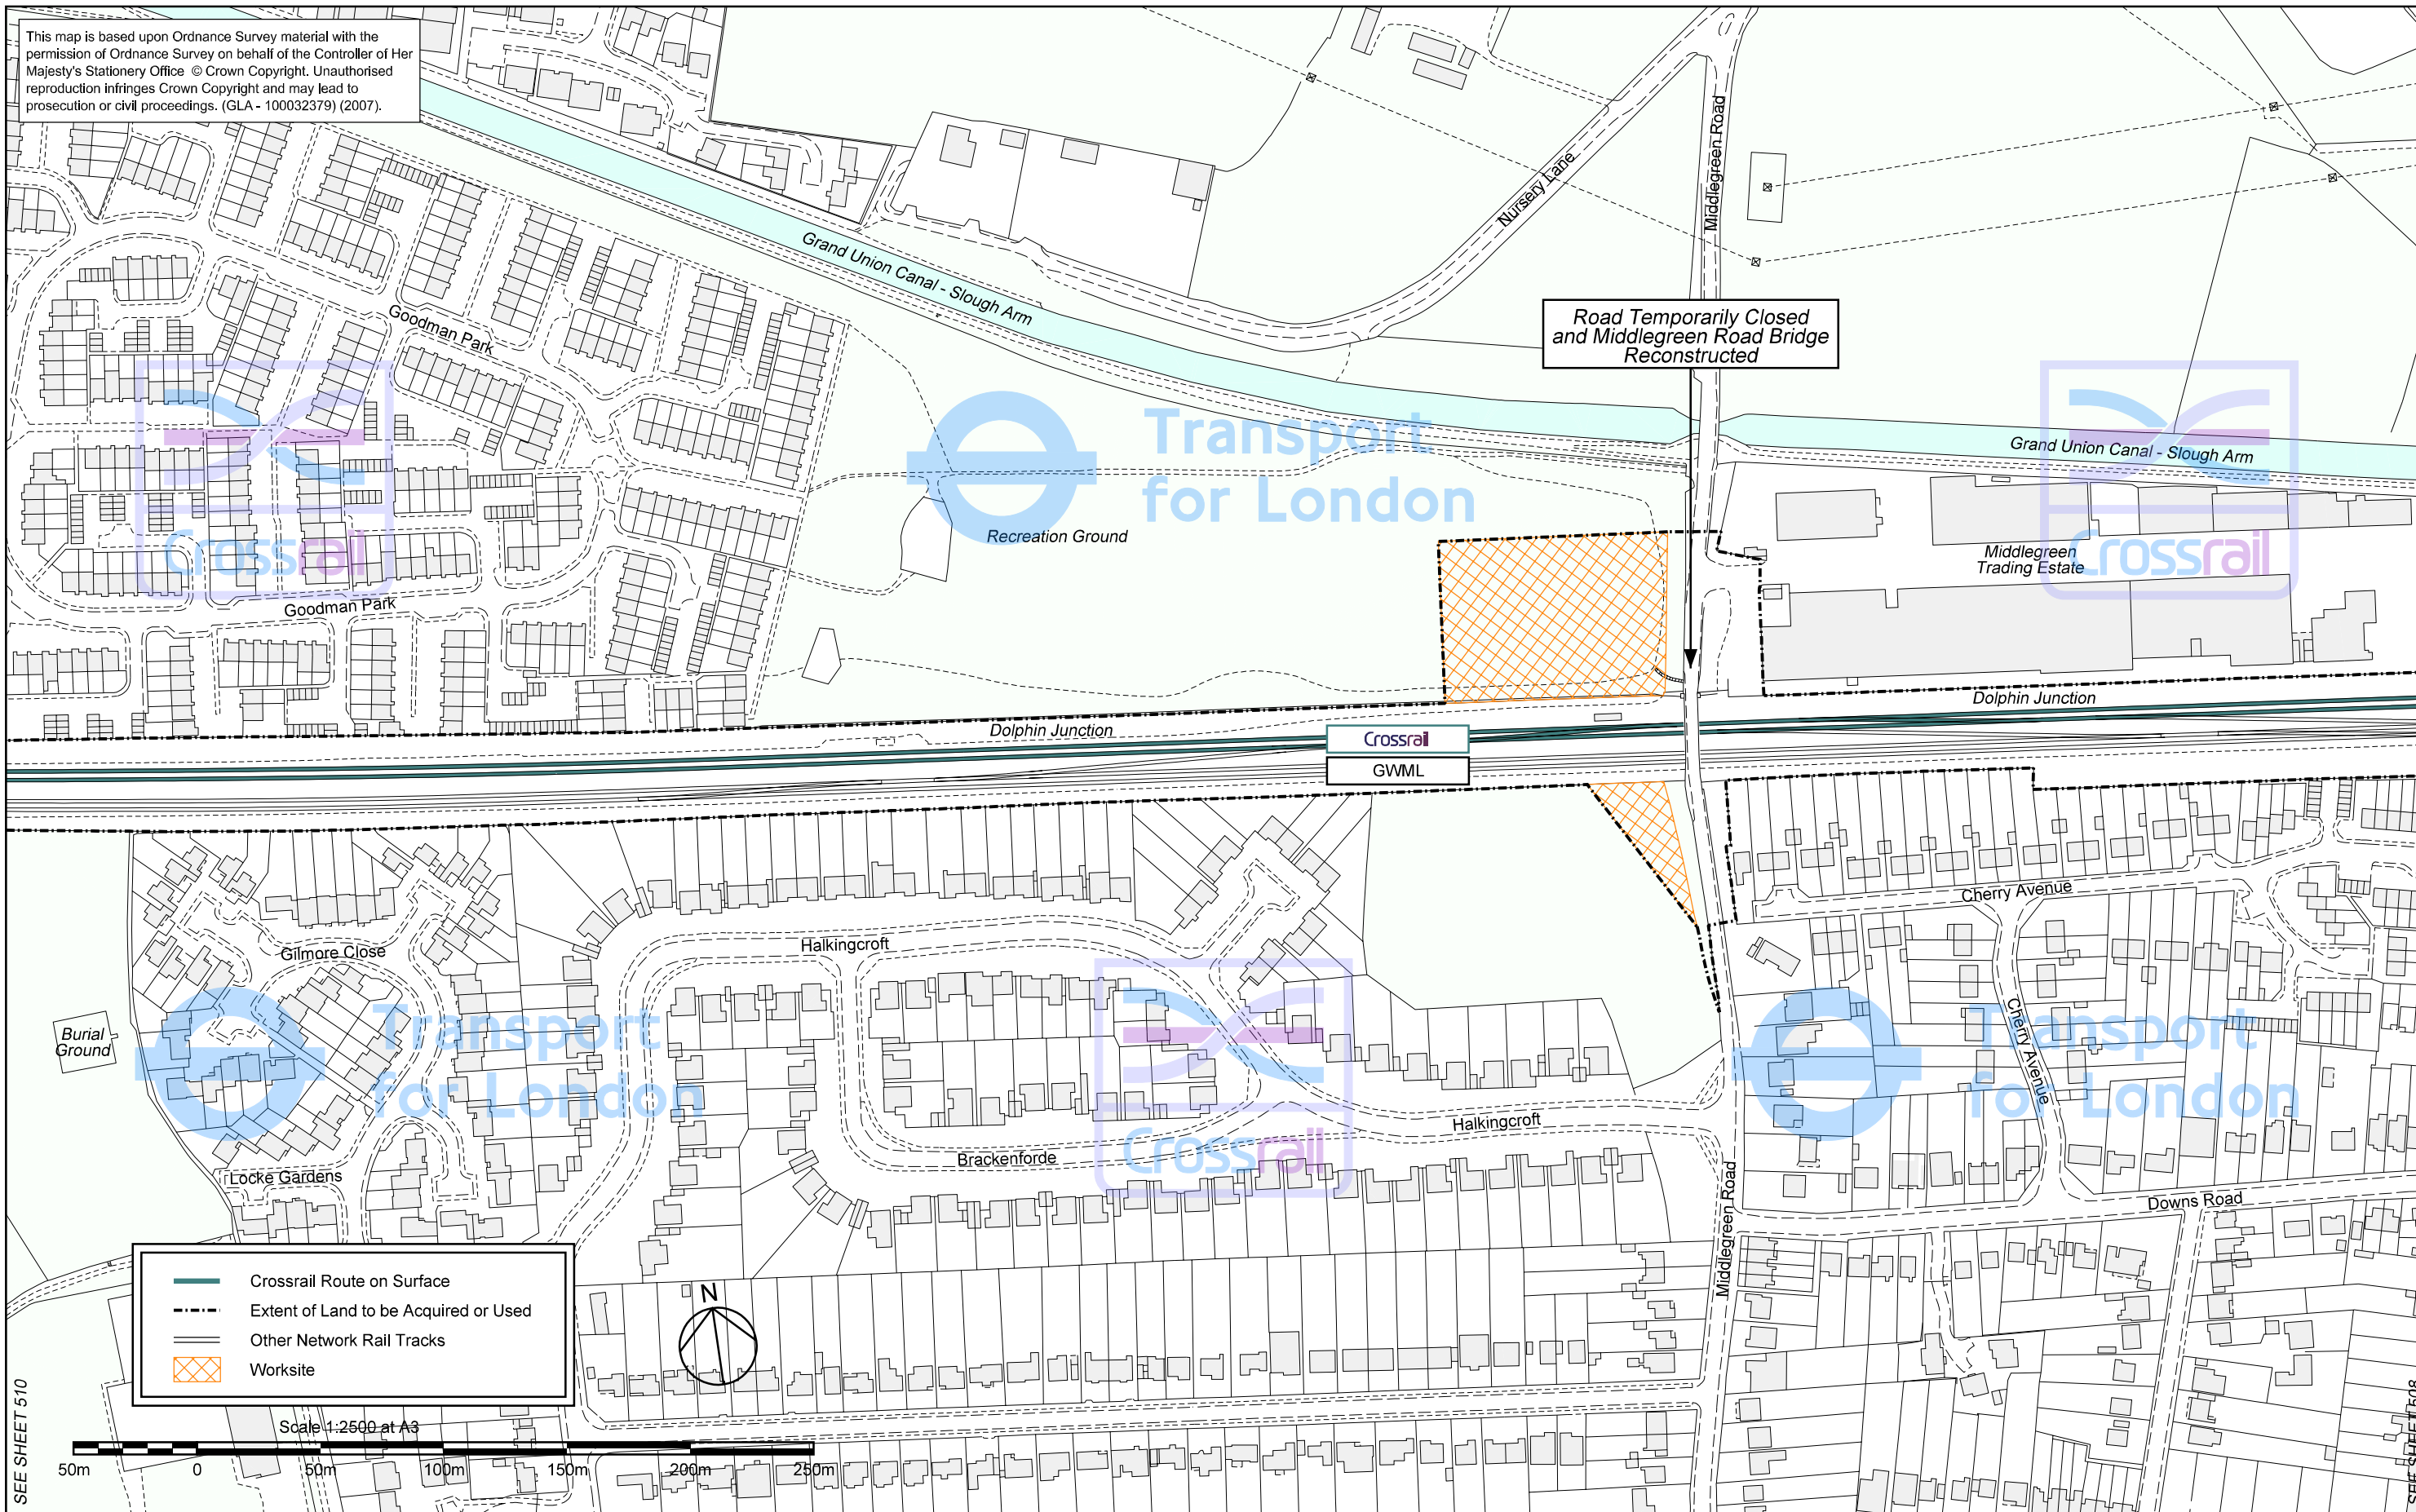 This map is based upon Ordnance Survey material with the
permission of Ordnance Survey on behalf of the Controller of Her
Majesty's Stationery Office © Crown Copyright. Unauthorised
reproduction infringes Crown Copyright and may lead to
prosecution or civil proceedings. (GLA - 100032379) (2007).
Middlegreen Road
Nursery Lane
Grand Union Canal - Slough Arm
Goodman Park
Road Temporarily Closed
and Middlegreen Road Bridge
Reconstructed
Transport
for London
Grand Union Canal - Slough Arm
Recreation Ground
Crossrail
Middlegreen
Trading Estate
Crossrail
Goodman Park
Dolphin Junction
Dolphin Junction
Crossrail
GWML
Cherry Avenue
Halkingcroft
Gilmore Close
Transport
for London
Burial
Ground
Cherry Avenue
Transport
for London
Halkingcroft
Crossrail
Brackenforde
Locke Gardens
Middlegreen Road
Downs Road
Crossrail Route on Surface
Extent of Land to be Acquired or Used
Other Network Rail Tracks
Worksite
N
Scale 1:2500 at A3
50m 0 50m 100m 150m 200m 250m
SEE SHEET 510
SEE SHEET 508